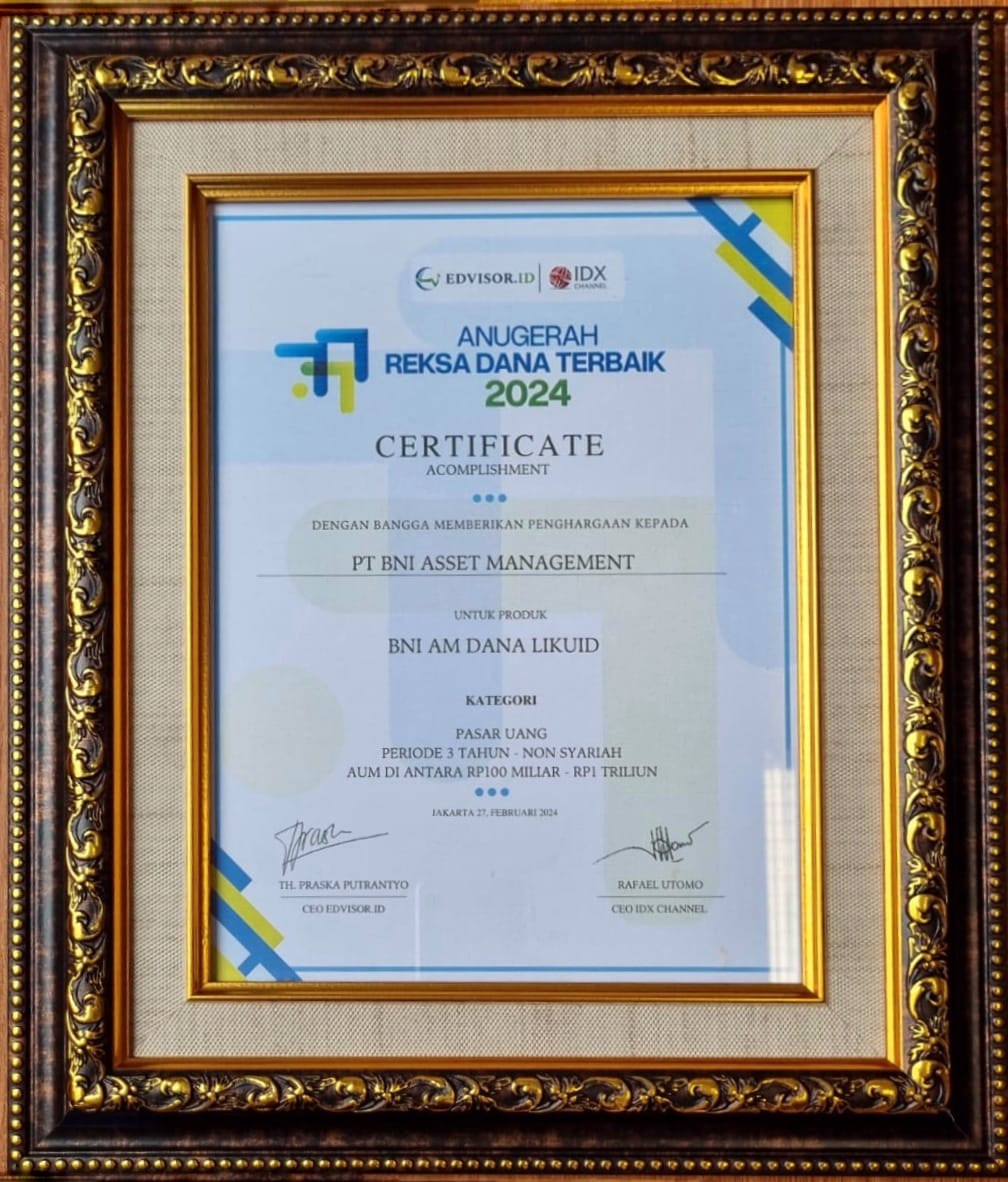 EDVISOR.ID
IDX
CHANNEL
ANUGERAH
REKSA DANA TERBAIK
2024
CERTIFICATE
ACOMPLISHMENT
DENGAN BANGGA MEMBERIKAN PENGHARGAAN KEPADA
PT BNI ASSET MANAGEMENT
UNTUK PRODUK
BNI AM DANA LIKUID
KATEGORI
PASAR UANG
PERIODE 3 TAHUN - NON SYARIAH
AUM DI ANTARA RP100 MILIAR - RP1 TRILIUN
JAKARTA 27, FEBRUARI 2024
TH. PRASKA PUTRANTYO
CEO EDVISOR.ID
RAFAEL UTOMO
CEO IDX CHANNEL